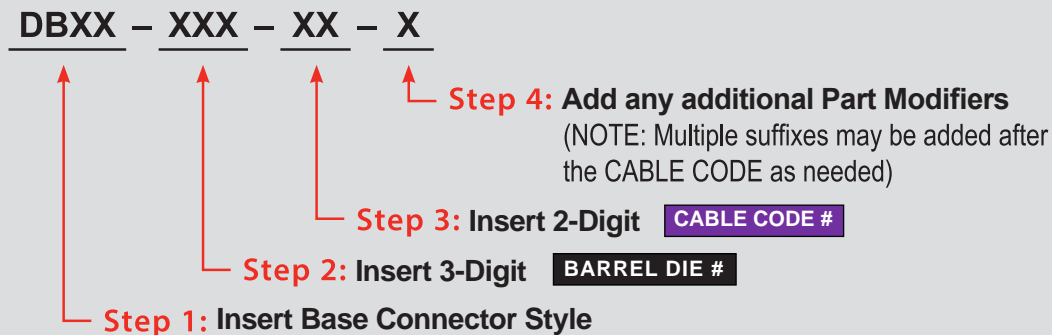 DBXX – XXX – XX – X
Step 4: Add any additional Part Modifiers
(NOTE: Multiple suffixes may be added after
the CABLE CODE as needed)
Step 3: Insert 2-Digit CABLE CODE #
Step 2: Insert 3-Digit BARREL DIE #
Step 1: Insert Base Connector Style